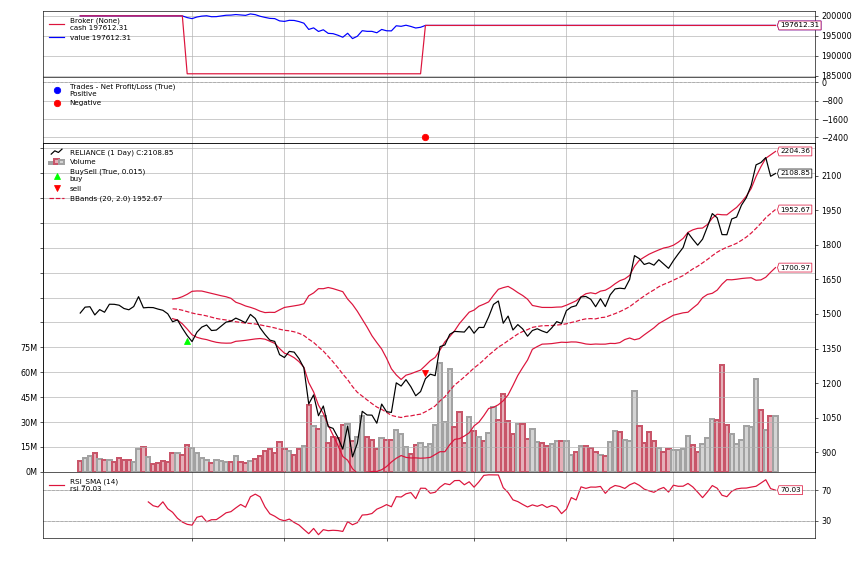 Broker (None)
cash 197612.31
value 197612.31
200000
197612.31
195000
190000
185000
Trades - Net Profit/Loss (True)
Positive
Negative
0
−800
−1600
−2400
RELIANCE (1 Day) C:2108.85
Volume
BuySell (True, 0.015)
buy
sell
BBands (20, 2.0) 1952.67
2204.36
2108.85
2100
1952.67
1950
1800
1700.97
1650
1500
1350
1200
1050
900
75M
60M
45M
30M
15M
0M
RSI_SMA (14)
rsi 70.03
70.03
70
30